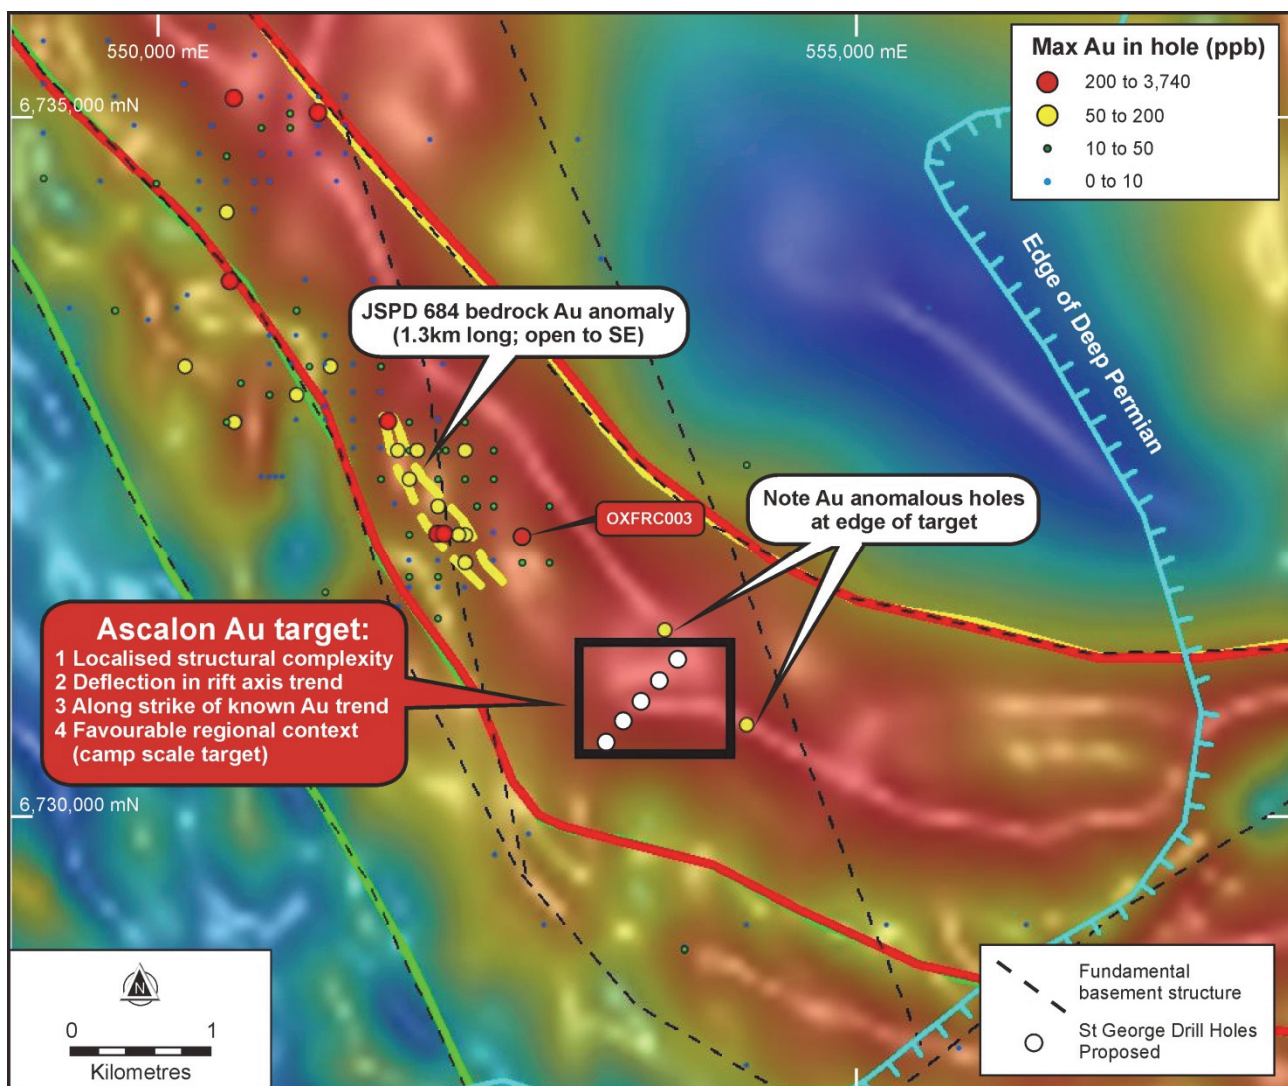 550,000 mE
555,000 mE
6,735,000 mN
Max Au in hole (ppb)
200 to 3,740
50 to 200
10 to 50
0 to 10
Edge of Deep Permian
JSPD 684 bedrock Au anomaly
(1.3km long; open to SE)
Note Au anomalous holes
at edge of target
OXFRC003
Ascalon Au target:
1 Localised structural complexity
2 Deflection in rift axis trend
3 Along strike of known Au trend
4 Favourable regional context
(camp scale target)
6,730,000 mN
N
0 1
Kilometres
Fundamental
basement structure
St George Drill Holes
Proposed